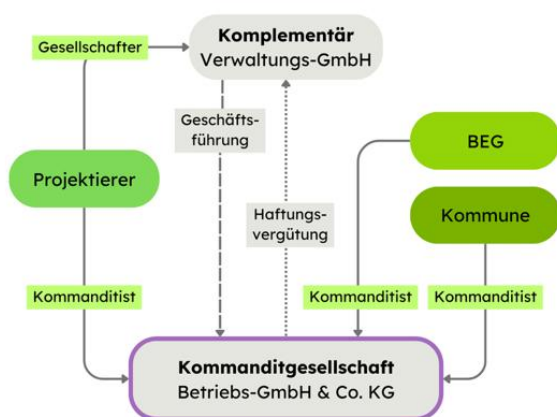 Gesellschafter
Komplementär
Verwaltungs-GmbH
Geschäfts-
führung
BEG
Projektierer
Kommune
Haftungs-
vergütung
Kommanditist
Kommanditist
Kommanditist
Kommanditgesellschaft
Betriebs-GmbH & Co. KG